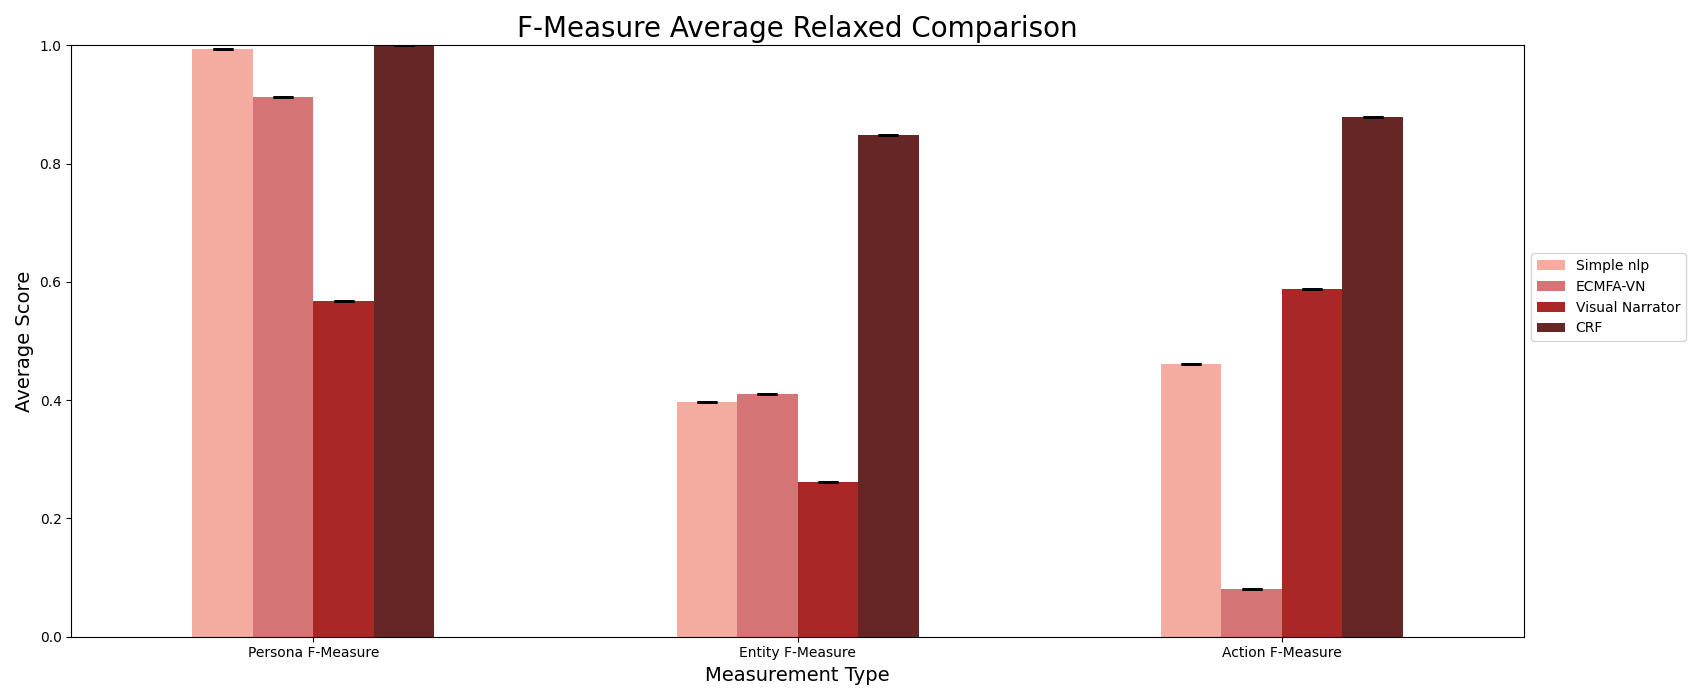 F-Measure Average Relaxed Comparison
1.0
0.8
0.6
0.4
0.2
0.0
Average Score
Persona F-Measure
Entity F-Measure
Action F-Measure
Measurement Type
Simple nlp
ECMFA-VN
Visual Narrator
CRF